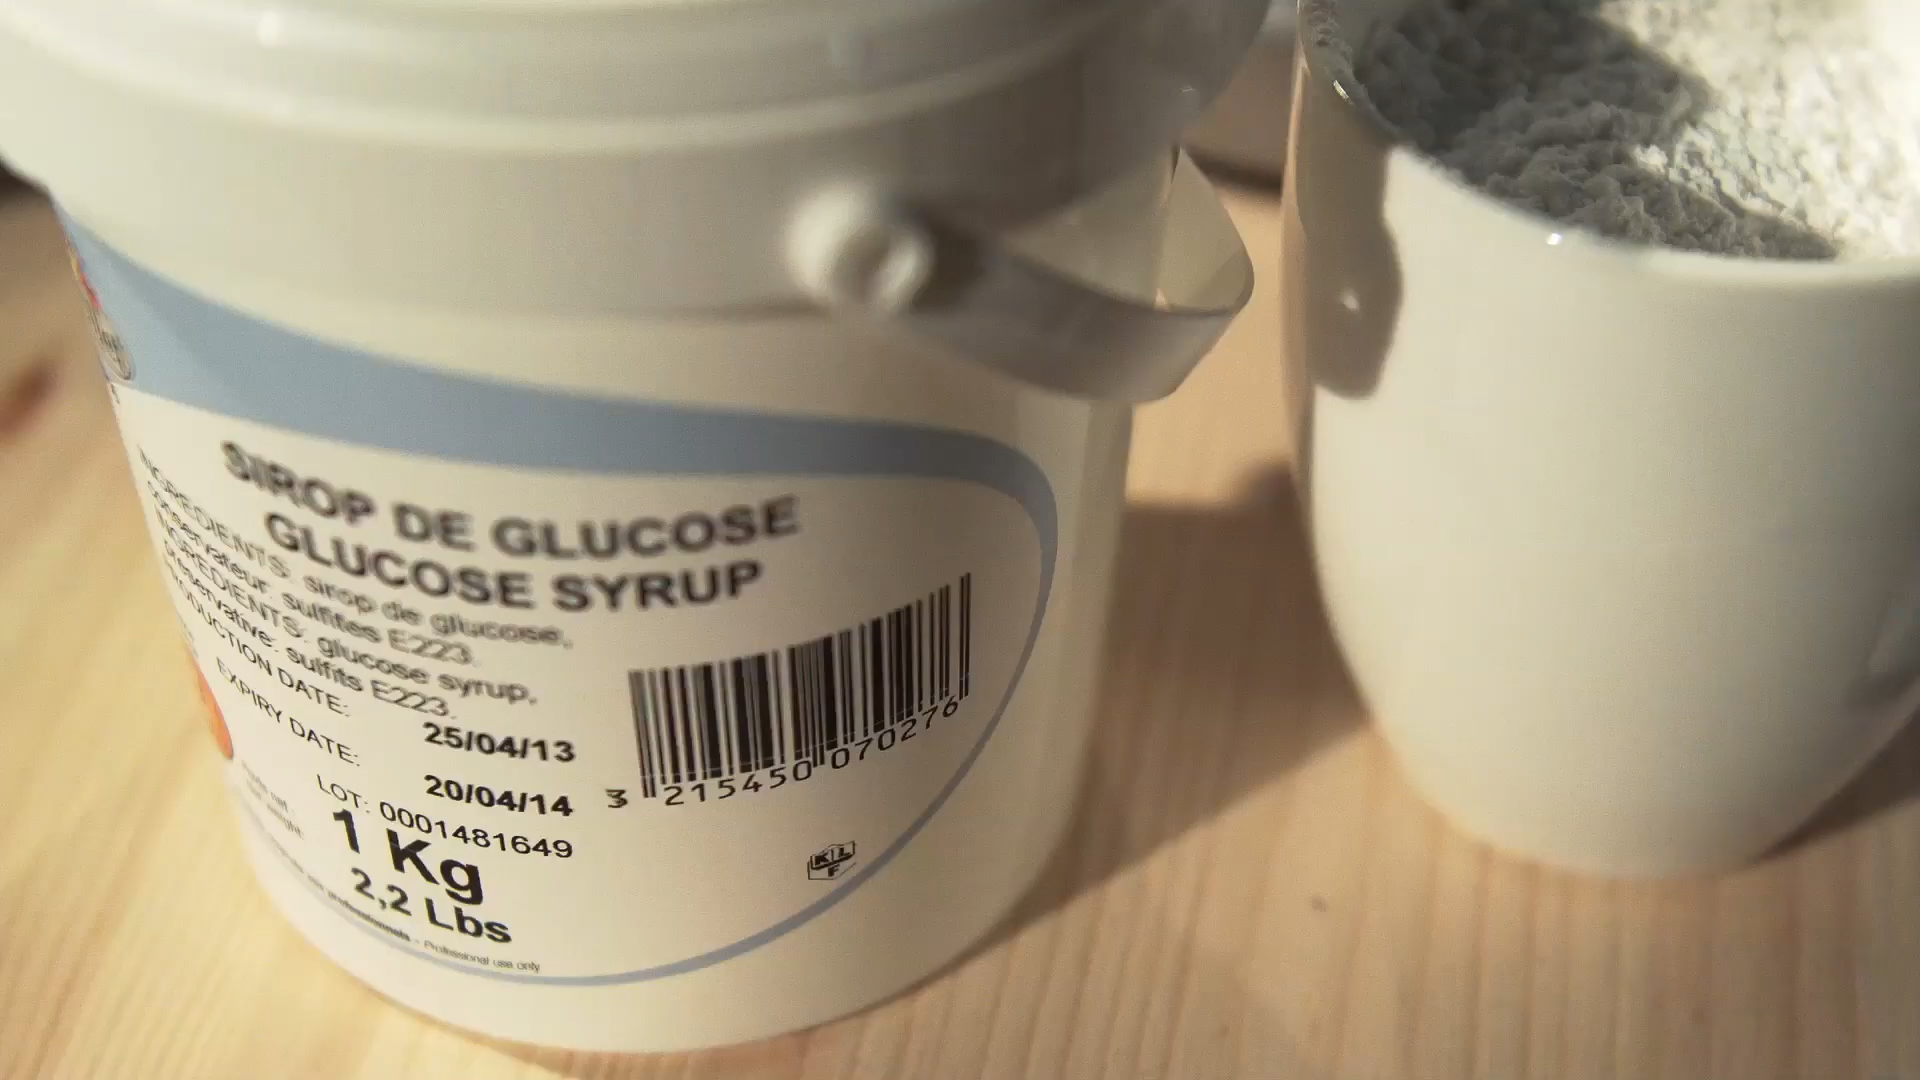 SIROP DE GLUCOSE
GLUCOSE SYRUP
INGREDIENTS: sirop de glucose,
conservateur: sulfites E223.
INGREDIENTS: glucose syrup,
preservative: sulfits E223.
PRODUCTION DATE: 25/04/13
EXPIRY DATE: 20/04/14
LOT: 0001481649
1 Kg
2,2 Lbs
professionnels - Professional use only
3 215450 070276
KL
F